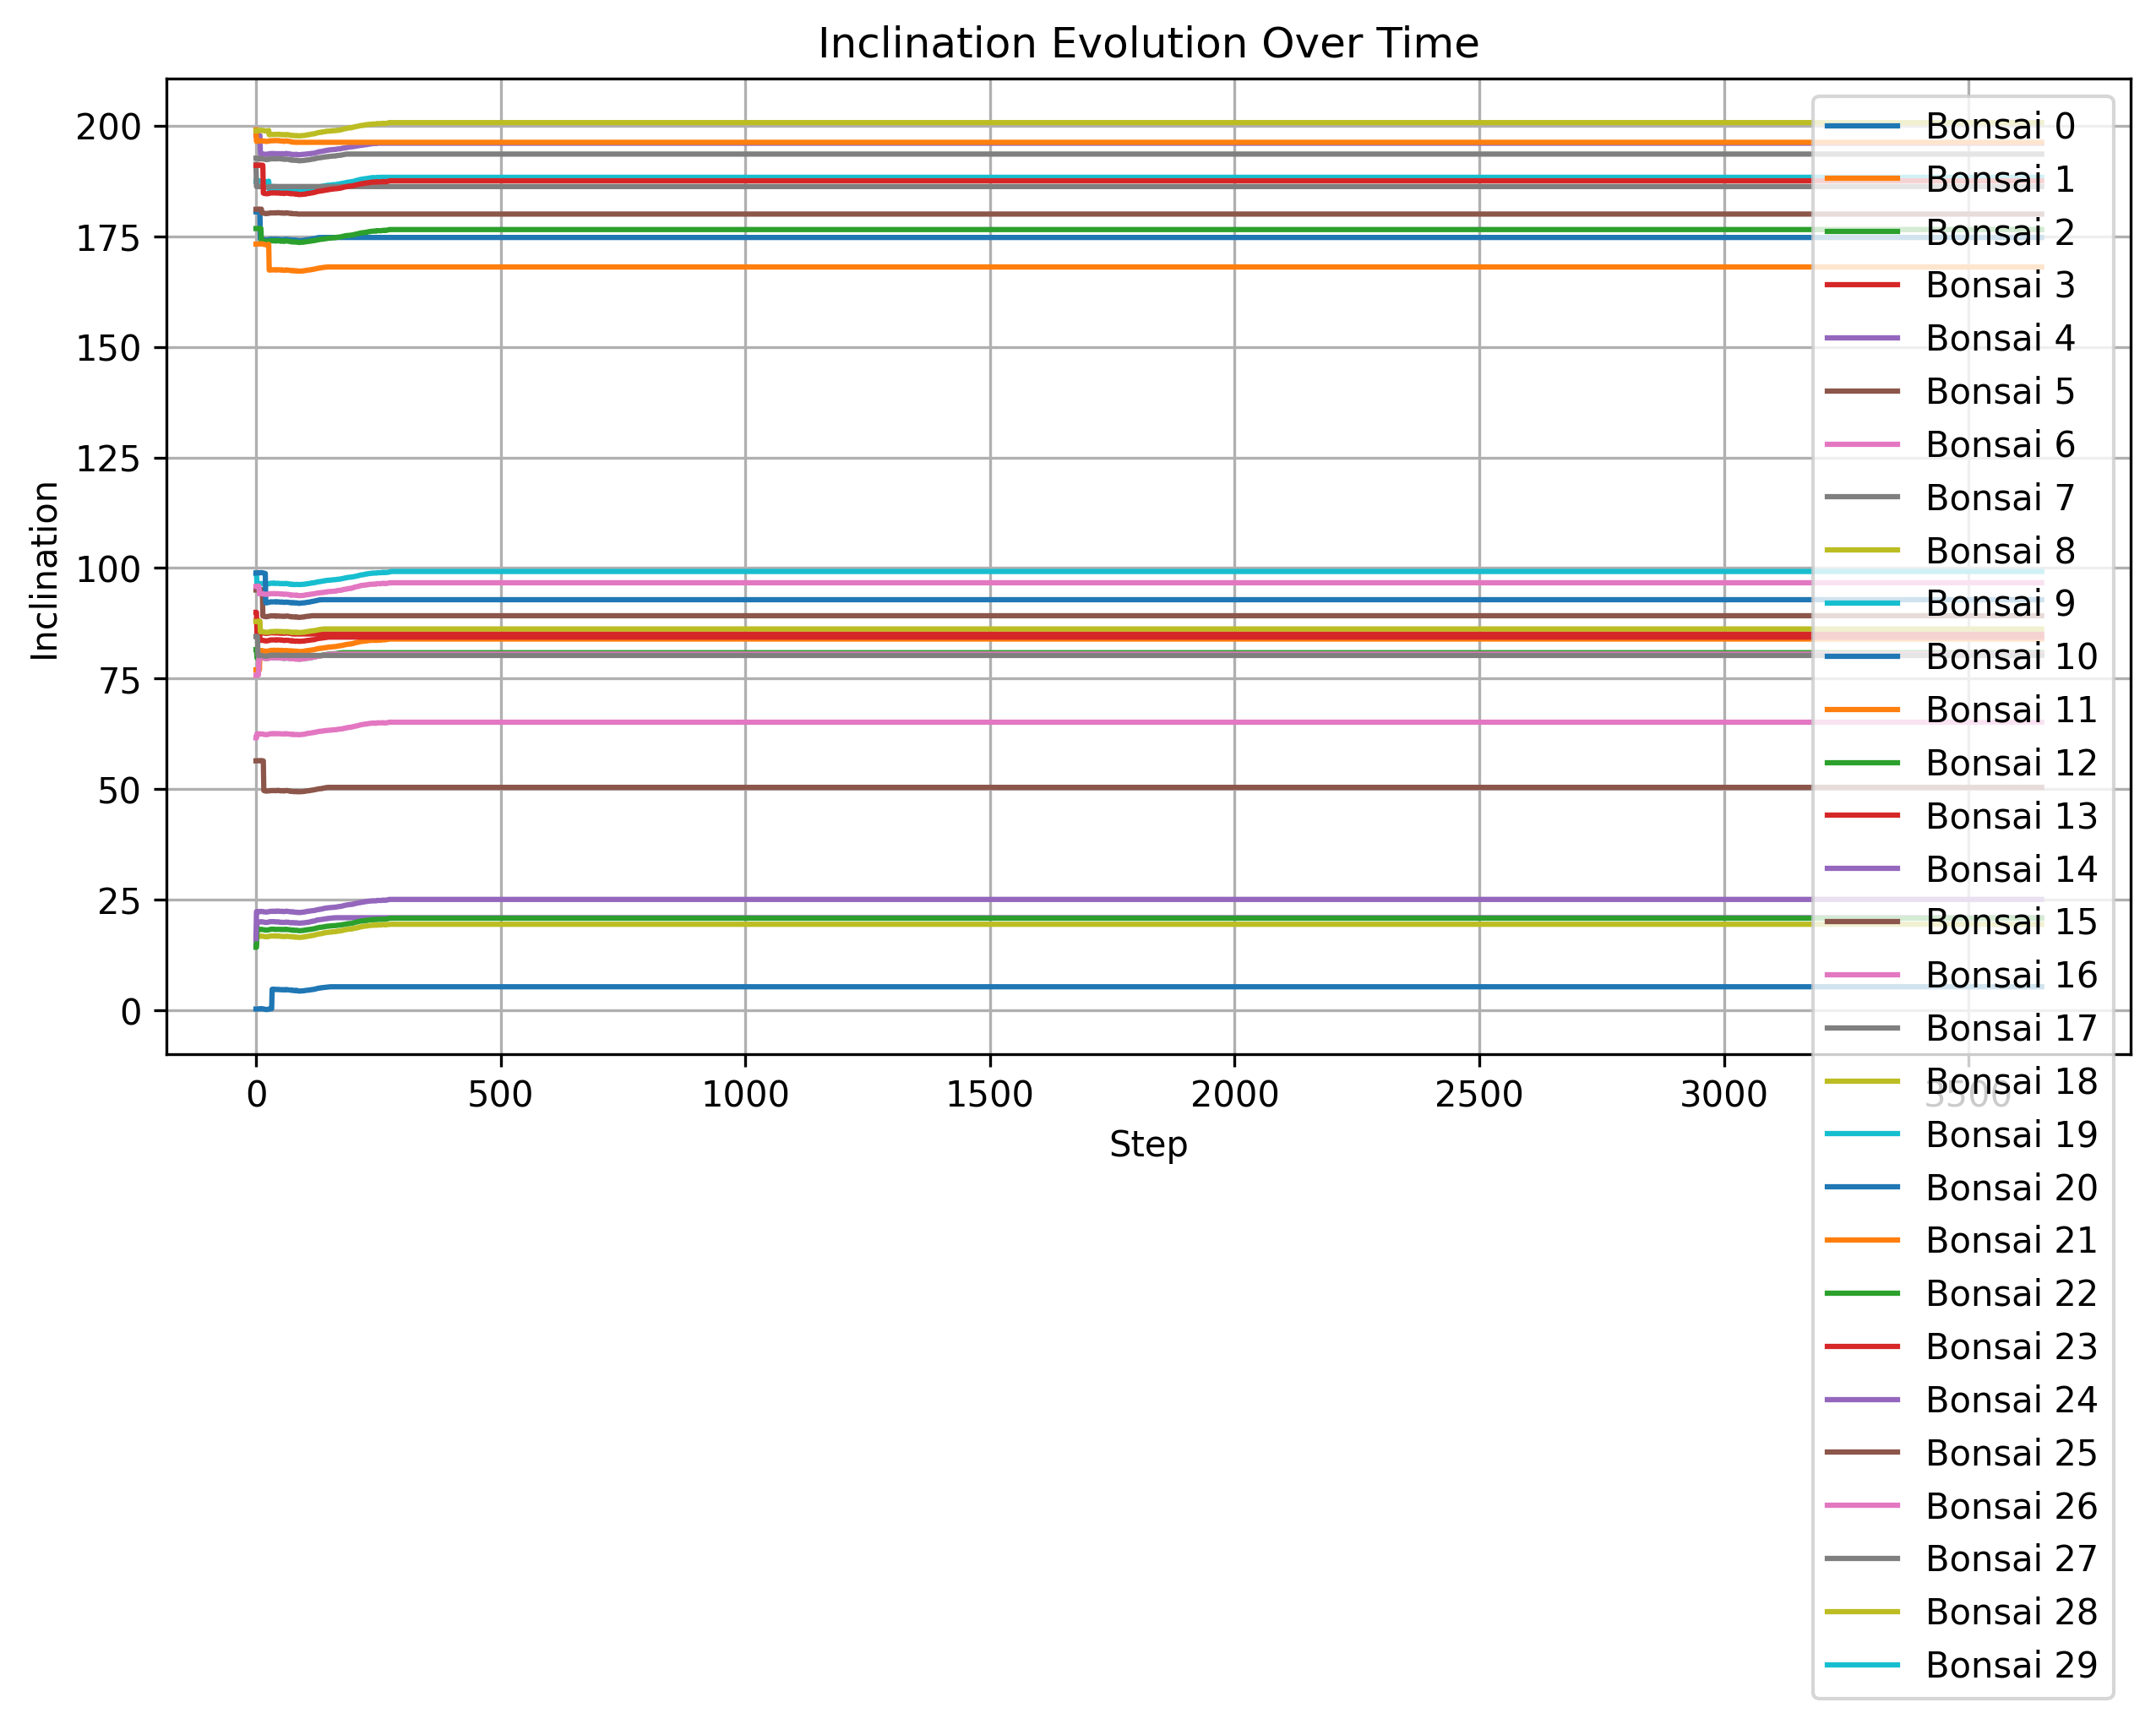 Inclination Evolution Over Time
Inclination
200
175
150
125
100
75
50
25
0
0 500 1000 1500 2000 2500 3000 3500
Step
Bonsai 0
Bonsai 1
Bonsai 2
Bonsai 3
Bonsai 4
Bonsai 5
Bonsai 6
Bonsai 7
Bonsai 8
Bonsai 9
Bonsai 10
Bonsai 11
Bonsai 12
Bonsai 13
Bonsai 14
Bonsai 15
Bonsai 16
Bonsai 17
Bonsai 18
Bonsai 19
Bonsai 20
Bonsai 21
Bonsai 22
Bonsai 23
Bonsai 24
Bonsai 25
Bonsai 26
Bonsai 27
Bonsai 28
Bonsai 29